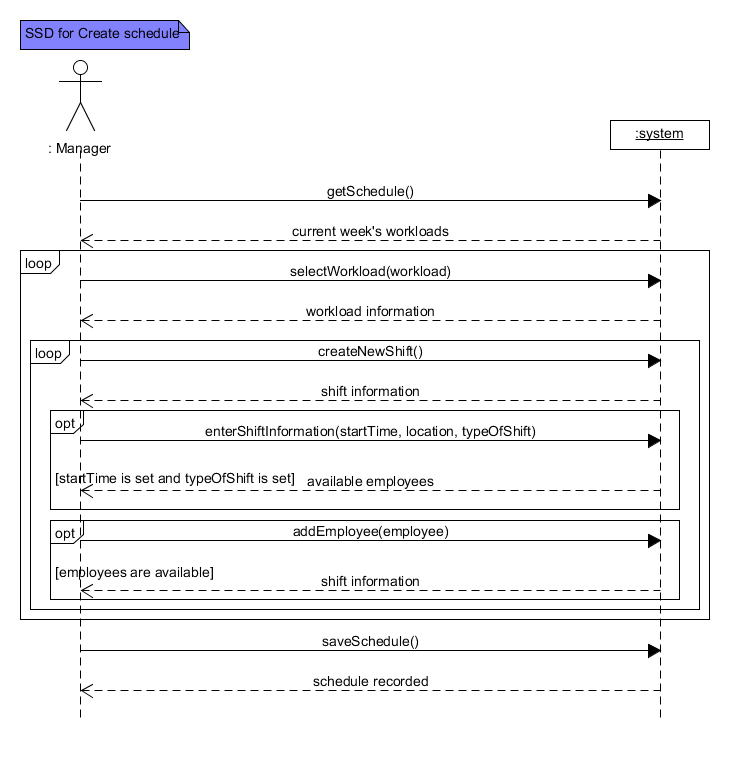 SSD for Create schedule
: Manager
:system
getSchedule()
current week's workloads
loop
selectWorkload(workload)
workload information
loop
createNewShift()
shift information
opt
enterShiftInformation(startTime, location, typeOfShift)
[startTime is set and typeOfShift is set]
available employees
opt
addEmployee(employee)
[employees are available]
shift information
saveSchedule()
schedule recorded